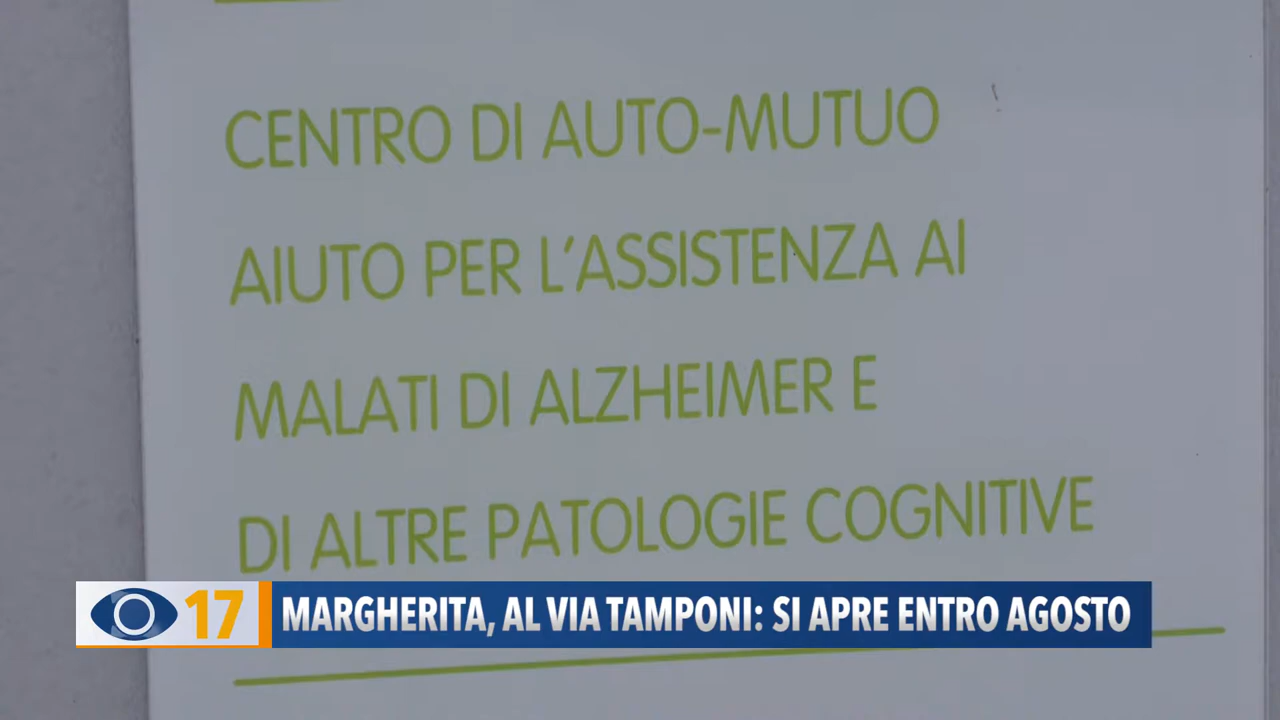 CENTRO DI AUTO-MUTUO
AIUTO PER L'ASSISTENZA AI
MALATI DI ALZHEIMER E
DI ALTRE PATOLOGIE COGNITIVE
17 MARGHERITA, AL VIA TAMPONI: SI APRE ENTRO AGOSTO